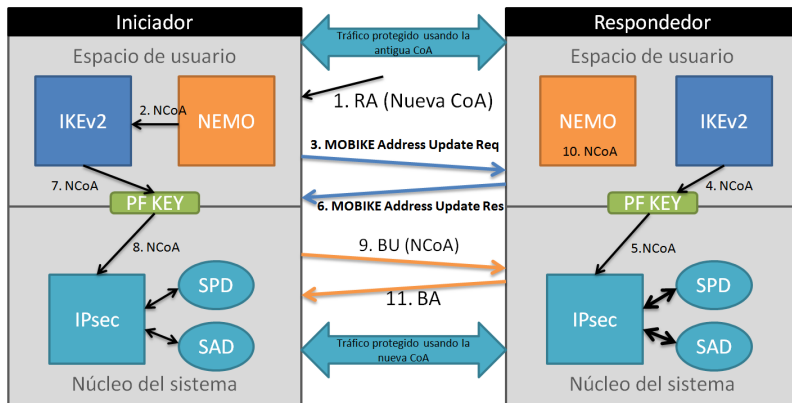 Iniciador
Respondedor
Tráfico protegido usando la
antigua CoA
Espacio de usuario
Espacio de usuario
1. RA (Nueva CoA)
IKEv2
2. NCoA
NEMO
NEMO
10. NCoA
IKEv2
3. MOBIKE Address Update Req
7. NCoA
4. NCoA
PF KEY
PF KEY
6. MOBIKE Address Update Res
8. NCoA
9. BU (NCoA)
5.NCoA
11. BA
IPsec
SPD
SAD
IPsec
SPD
SAD
Tráfico protegido usando la
nueva CoA
Núcleo del sistema
Núcleo del sistema